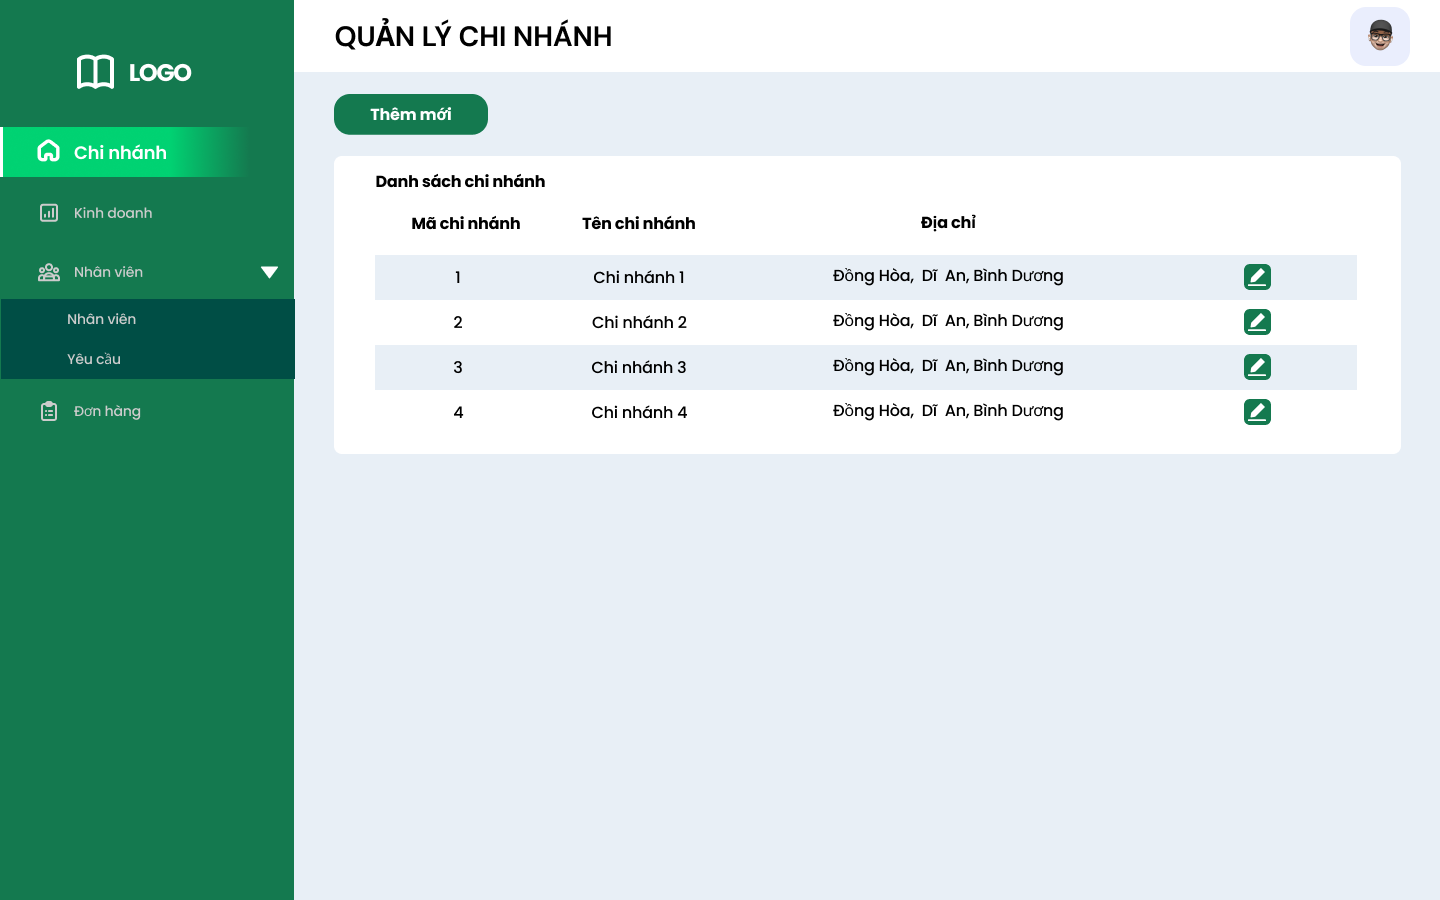 QUẢN LÝ CHI NHÁNH
LOGO
Chi nhánh
Kinh doanh
Nhân viên
Nhân viên
Yêu cầu
Đơn hàng
Thêm mới
Danh sách chi nhánh
Mã chi nhánh Tên chi nhánh Địa chỉ
1 Chi nhánh 1 Đồng Hòa, Dĩ An, Bình Dương
2 Chi nhánh 2 Đồng Hòa, Dĩ An, Bình Dương
3 Chi nhánh 3 Đồng Hòa, Dĩ An, Bình Dương
4 Chi nhánh 4 Đồng Hòa, Dĩ An, Bình Dương